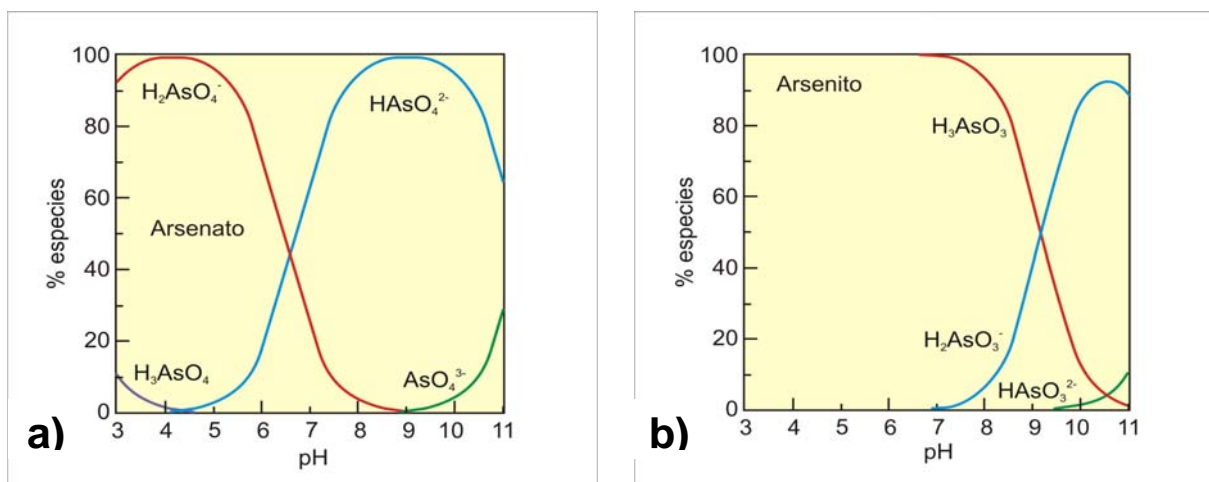 100
80
60
40
20
0
% especies
H₂AsO₄⁻
HAsO₄²⁻
Arsenato
H₃AsO₄
AsO₄³⁻
3 4 5 6 7 8 9 10 11
pH
a)
100
80
60
40
20
0
% especies
Arsenito
H₃AsO₃
H₂AsO₃⁻
HAsO₃²⁻
3 4 5 6 7 8 9 10 11
pH
b)